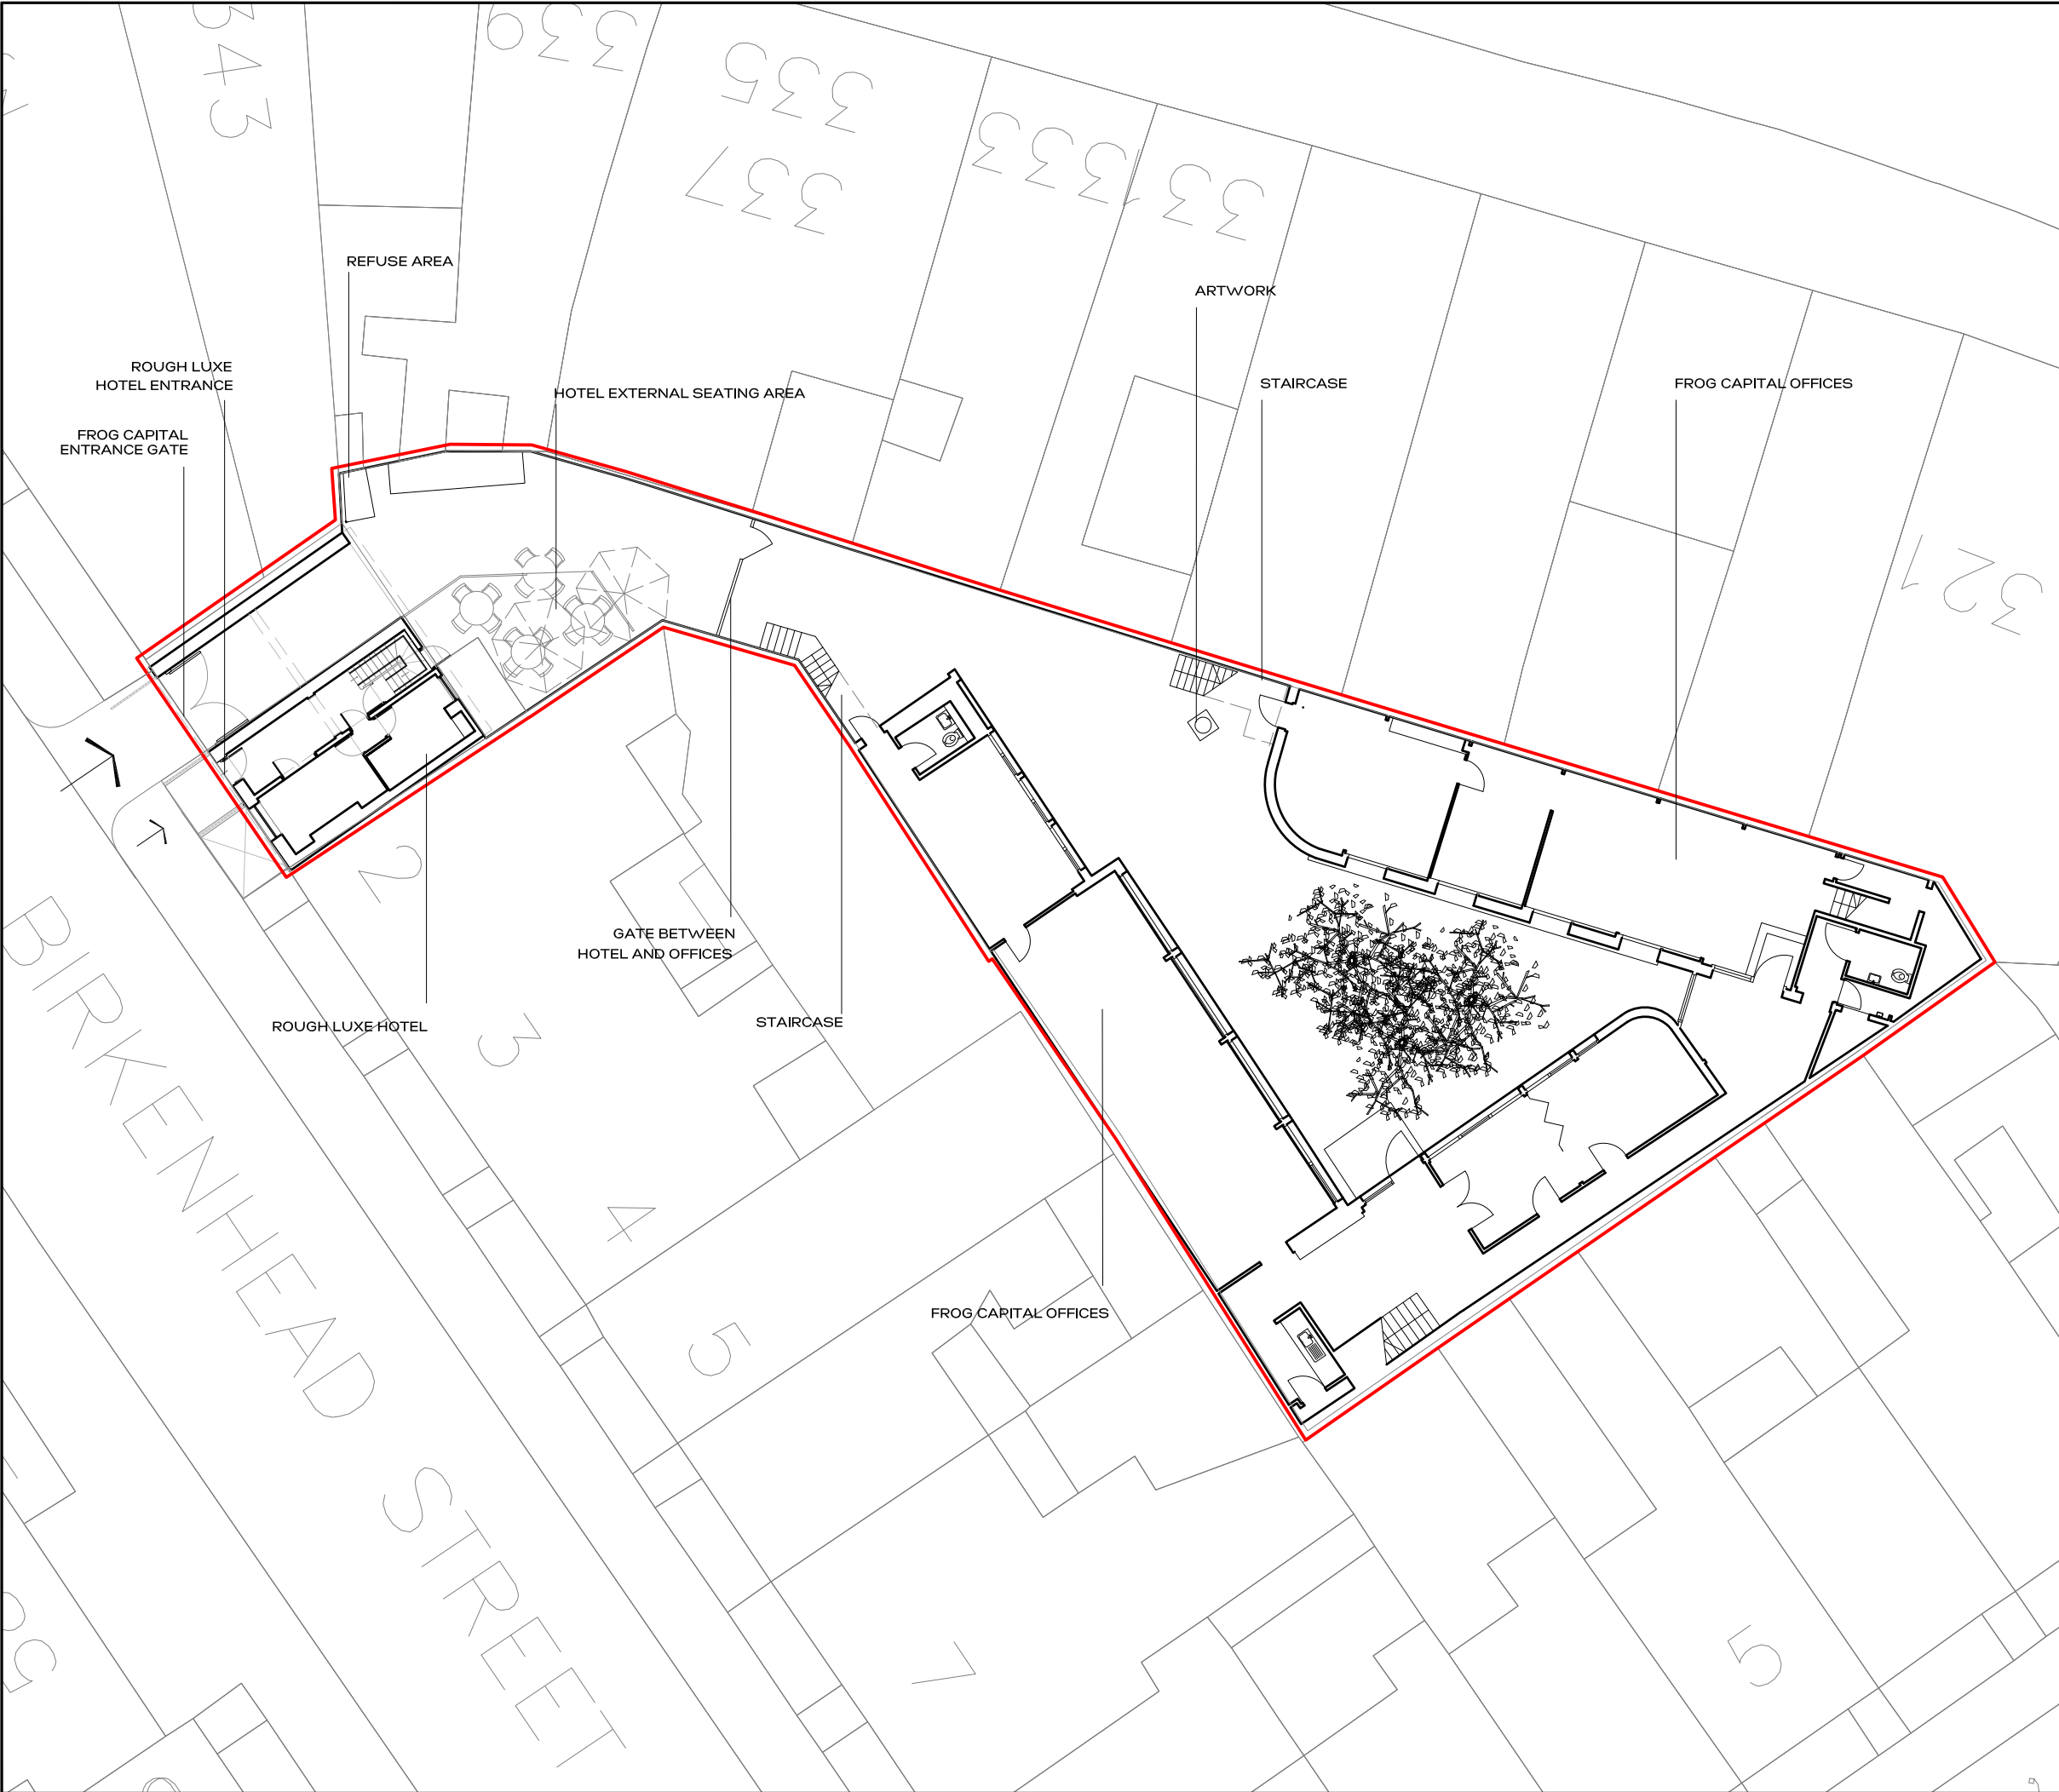 343
339
335
337
333
331
REFUSE AREA
ARTWORK
ROUGH LUXE
HOTEL ENTRANCE
HOTEL EXTERNAL SEATING AREA
STAIRCASE
FROG CAPITAL OFFICES
FROG CAPITAL
ENTRANCE GATE
321
2
GATE BETWEEN
HOTEL AND OFFICES
ROUGH LUXE HOTEL
STAIRCASE
3
4
FROG CAPITAL OFFICES
5
BIRKENHEAD STREET
7
5